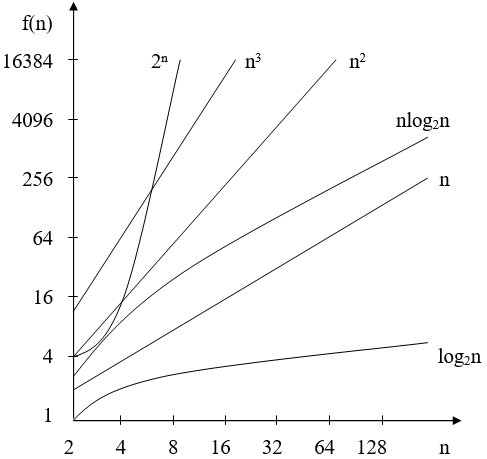 f(n)
16384
4096
256
64
16
4
1
2ⁿ
n³
n²
nlog₂n
n
log₂n
2 4 8 16 32 64 128 n